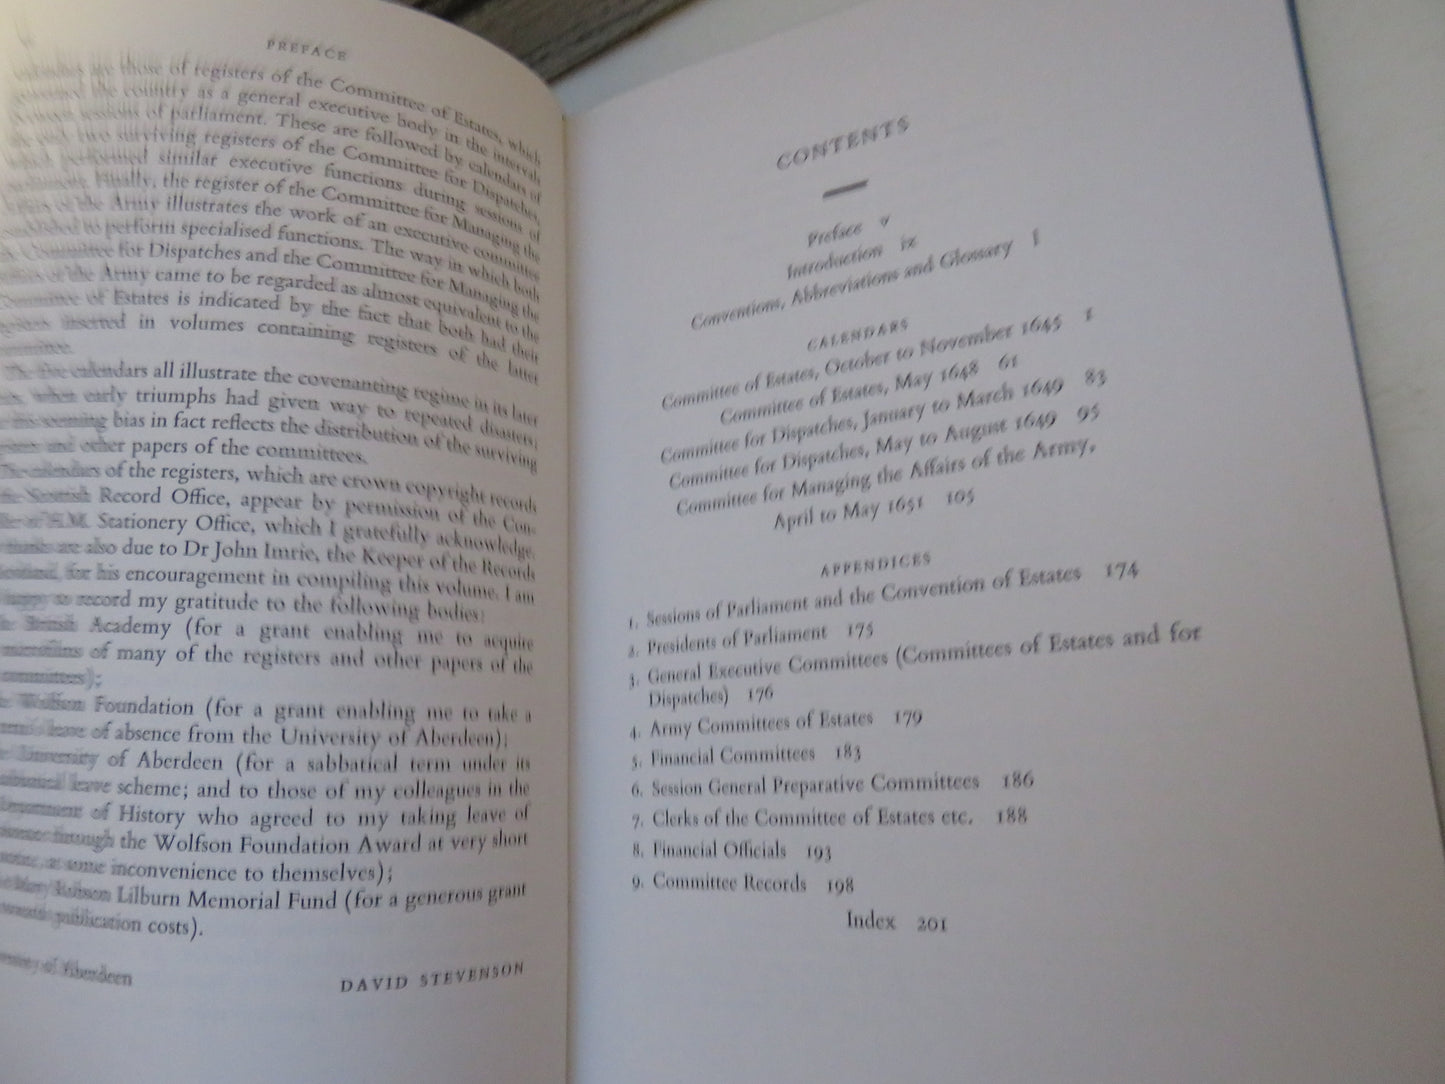 PREFACE
are those of registers of the Committee of Estates, which
governed the country as a general executive body in the intervals
between sessions of parliament. These are followed by calendars of
the two surviving registers of the Committee for Dispatches,
which performed similar executive functions during sessions of
parliament. Finally, the register of the Committee for Managing the
Affairs of the Army illustrates the work of an executive committee
established to perform specialised functions. The way in which both
the Committee for Dispatches and the Committee for Managing the
Affairs of the Army came to be regarded as almost equivalent to the
Committee of Estates is indicated by the fact that both had their
registers inserted in volumes containing registers of the latter
committee.
The five calendars all illustrate the covenanting regime in its later
when early triumphs had given way to repeated disasters;
seeming bias in fact reflects the distribution of the surviving
and other papers of the committees.
The calendars of the registers, which are crown copyright records
the Scottish Record Office, appear by permission of the Con-
H.M. Stationery Office, which I gratefully acknowledge.
thanks are also due to Dr John Imrie, the Keeper of the Records
Scotland, for his encouragement in compiling this volume. I am
happy to record my gratitude to the following bodies:
British Academy (for a grant enabling me to acquire
microfilms of many of the registers and other papers of the
committees);
Wolfson Foundation (for a grant enabling me to take a
leave of absence from the University of Aberdeen);
University of Aberdeen (for a sabbatical term under its
sabbatical leave scheme; and to those of my colleagues in the
Department of History who agreed to my taking leave of
through the Wolfson Foundation Award at very short
notice, at some inconvenience to themselves);
Lilburn Memorial Fund (for a generous grant
publication costs).
University of Aberdeen
DAVID STEVENSON
CONTENTS
Preface v
Introduction ix
Conventions, Abbreviations and Glossary l
CALENDARS
Committee of Estates, October to November 1645 1
Committee of Estates, May 1648 61
Committee for Dispatches, January to March 1649 83
Committee for Dispatches, May to August 1649 95
Committee for Managing the Affairs of the Army,
April to May 1651 105
APPENDICES
1. Sessions of Parliament and the Convention of Estates 174
2. Presidents of Parliament 175
3. General Executive Committees (Committees of Estates and for
Dispatches) 176
4. Army Committees of Estates 179
5. Financial Committees 183
6. Session General Preparative Committees 186
7. Clerks of the Committee of Estates etc. 188
8. Financial Officials 193
9. Committee Records 198
Index 201